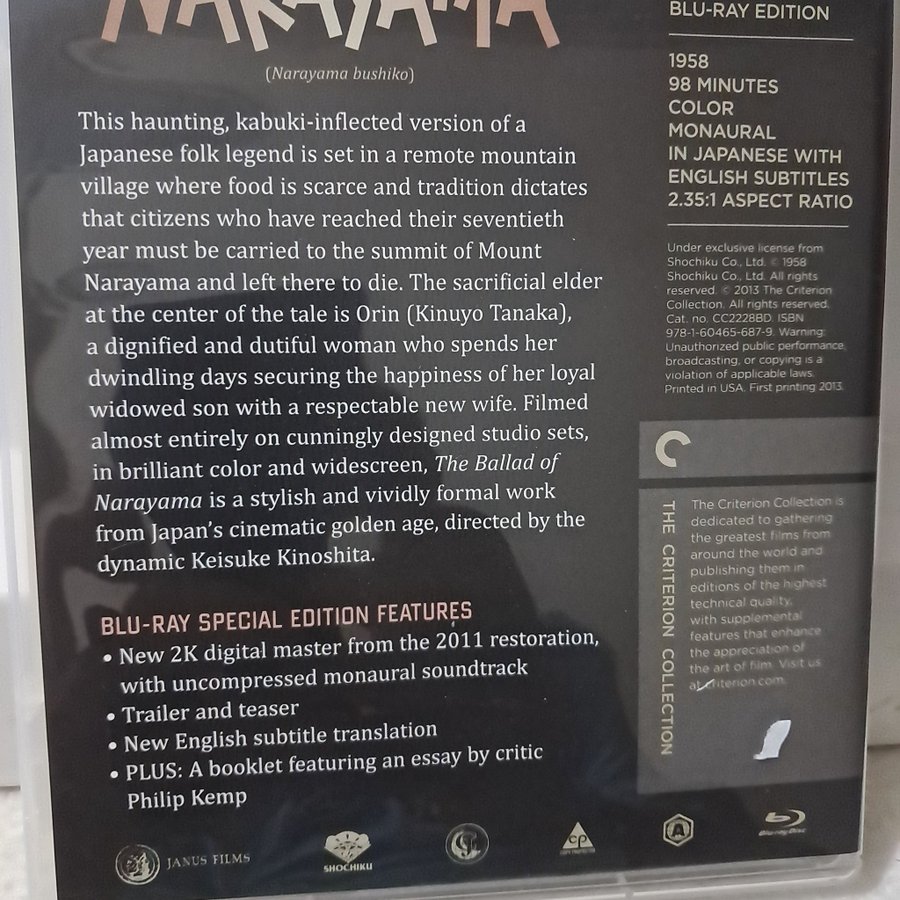 NARAYAMA
(Narayama bushiko)
This haunting, kabuki-inflected version of a
Japanese folk legend is set in a remote mountain
village where food is scarce and tradition dictates
that citizens who have reached their seventieth
year must be carried to the summit of Mount
Narayama and left there to die. The sacrificial elder
at the center of the tale is Orin (Kinuyo Tanaka),
a dignified and dutiful woman who spends her
dwindling days securing the happiness of her loyal
widowed son with a respectable new wife. Filmed
almost entirely on cunningly designed studio sets,
in brilliant color and widescreen, The Ballad of
Narayama is a stylish and vividly formal work
from Japan's cinematic golden age, directed by the
dynamic Keisuke Kinoshita.
BLU-RAY SPECIAL EDITION FEATURES
• New 2K digital master from the 2011 restoration,
with uncompressed monaural soundtrack
• Trailer and teaser
• New English subtitle translation
• PLUS: A booklet featuring an essay by critic
Philip Kemp
BLU-RAY EDITION
1958
98 MINUTES
COLOR
MONAURAL
IN JAPANESE WITH
ENGLISH SUBTITLES
2.35:1 ASPECT RATIO
Under exclusive license from
Shochiku Co., Ltd. © 1958
Shochiku Co., Ltd. All rights
reserved. © 2013 The Criterion
Collection. All rights reserved.
Cat. no. CC2228BD. ISBN
978-1-60465-687-9. Warning:
Unauthorized public performance,
broadcasting, or copying is a
violation of applicable laws.
Printed in USA. First printing 2013.
THE CRITERION COLLECTION
The Criterion Collection is
dedicated to gathering
the greatest films from
around the world and
publishing them in
editions of the highest
technical quality,
with supplemental
features that enhance
the appreciation of
the art of film. Visit us
at criterion.com.
JANUS FILMS
SHOCHIKU
cp
A
Blu-ray Disc